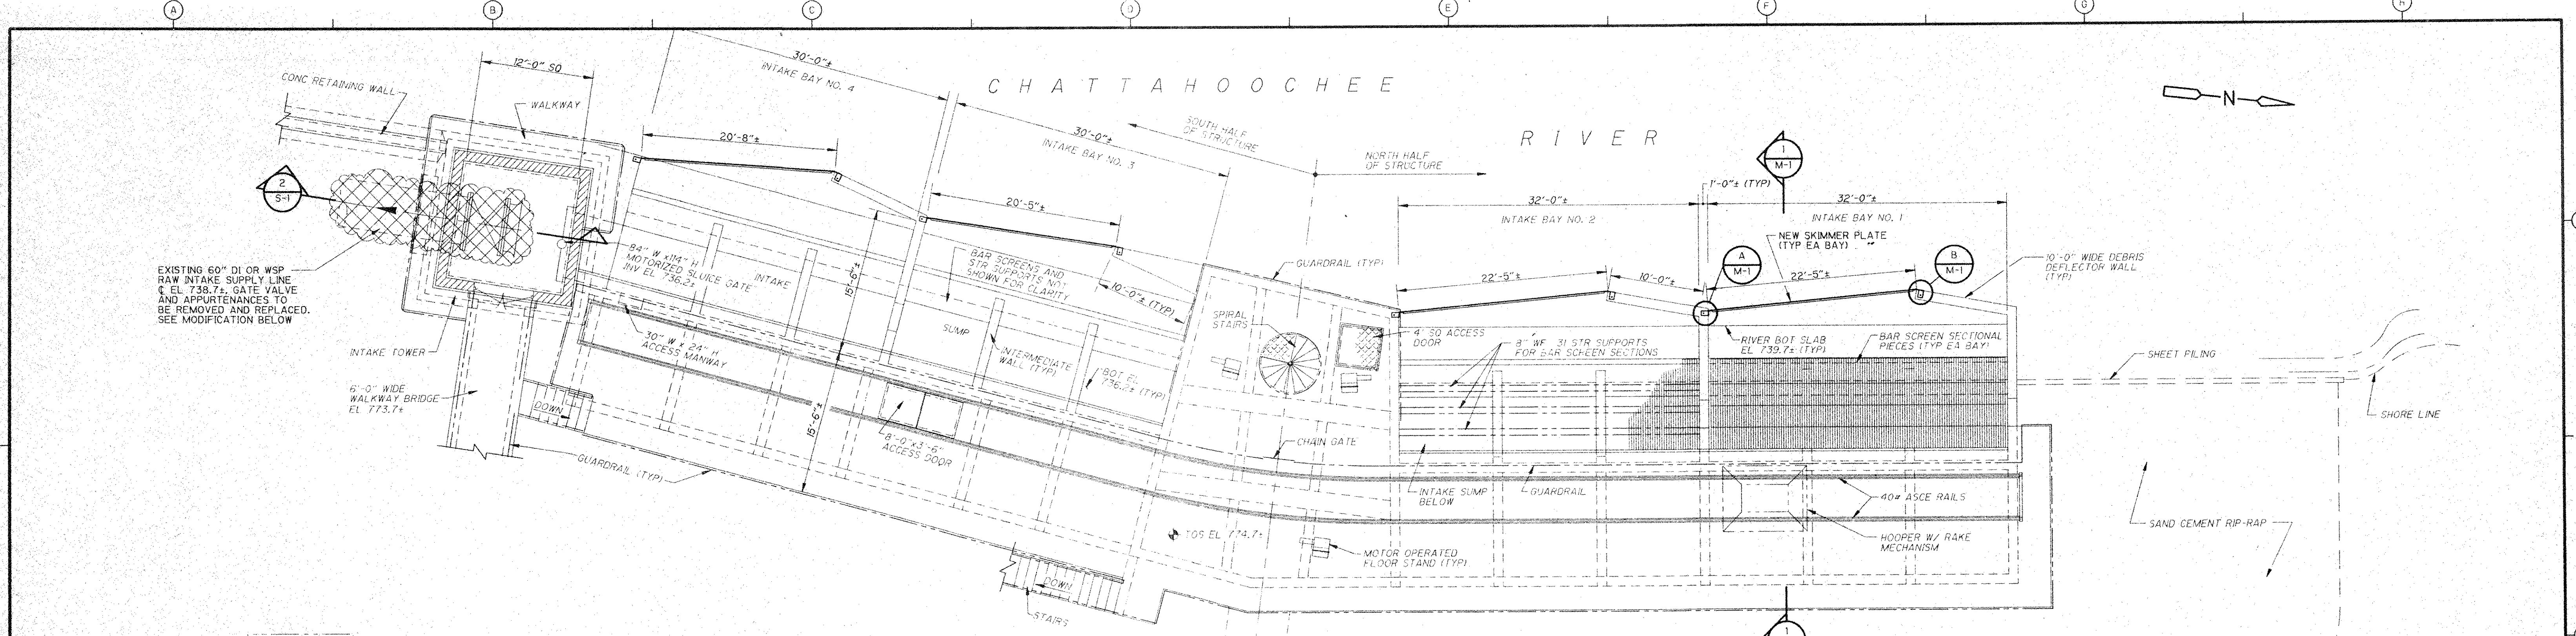 A
B
C
D
E
F
G
H
CHATTAHOOCHEE
RIVER
N
CONC RETAINING WALL
12'-0" SQ
WALKWAY
30'-0"±
INTAKE BAY NO. 4
20'-8"±
30'-0"±
INTAKE BAY NO. 3
SOUTH HALF
OF STRUCTURE
NORTH HALF
OF STRUCTURE
20'-5"±
1
M-1
1'-0"± (TYP)
32'-0"±
INTAKE BAY NO. 2
32'-0"±
INTAKE BAY NO. 1
NEW SKIMMER PLATE
(TYP EA BAY)
A
M-1
B
M-1
10'-0" WIDE DEBRIS
DEFLECTOR WALL
(TYP)
22'-5"±
10'-0"±
22'-5"±
2
S-1
EXISTING 60" DI OR WSP
RAW INTAKE SUPPLY LINE
℄ EL 738.7±. GATE VALVE
AND APPURTENANCES TO
BE REMOVED AND REPLACED.
SEE MODIFICATION BELOW
INTAKE TOWER
6'-0" WIDE
WALKWAY BRIDGE
EL 773.7±
DOWN
GUARDRAIL (TYP)
84" W x114" H
MOTORIZED SLUICE GATE
INV EL 736.2±
INTAKE
SUMP
30" W x 24" H
ACCESS MANWAY
15'-6"±
15'-6"±
BAR SCREENS AND
STR SUPPORTS NOT
SHOWN FOR CLARITY
10'-0"± (TYP)
INTERMEDIATE
WALL (TYP)
BOT EL
736.2± (TYP)
8'-0"x3'-6"
ACCESS DOOR
GUARDRAIL (TYP)
SPIRAL
STAIRS
4' SQ ACCESS
DOOR
8" WF 31 STR SUPPORTS
FOR BAR SCREEN SECTIONS
RIVER BOT SLAB
EL 739.7± (TYP)
BAR SCREEN SECTIONAL
PIECES (TYP EA BAY)
SHEET PILING
SHORE LINE
CHAIN GATE
INTAKE SUMP
BELOW
GUARDRAIL
40# ASCE RAILS
HOOPER W/ RAKE
MECHANISM
SAND CEMENT RIP-RAP
TOS EL 774.7±
MOTOR OPERATED
FLOOR STAND (TYP)
DOWN
STAIRS
1